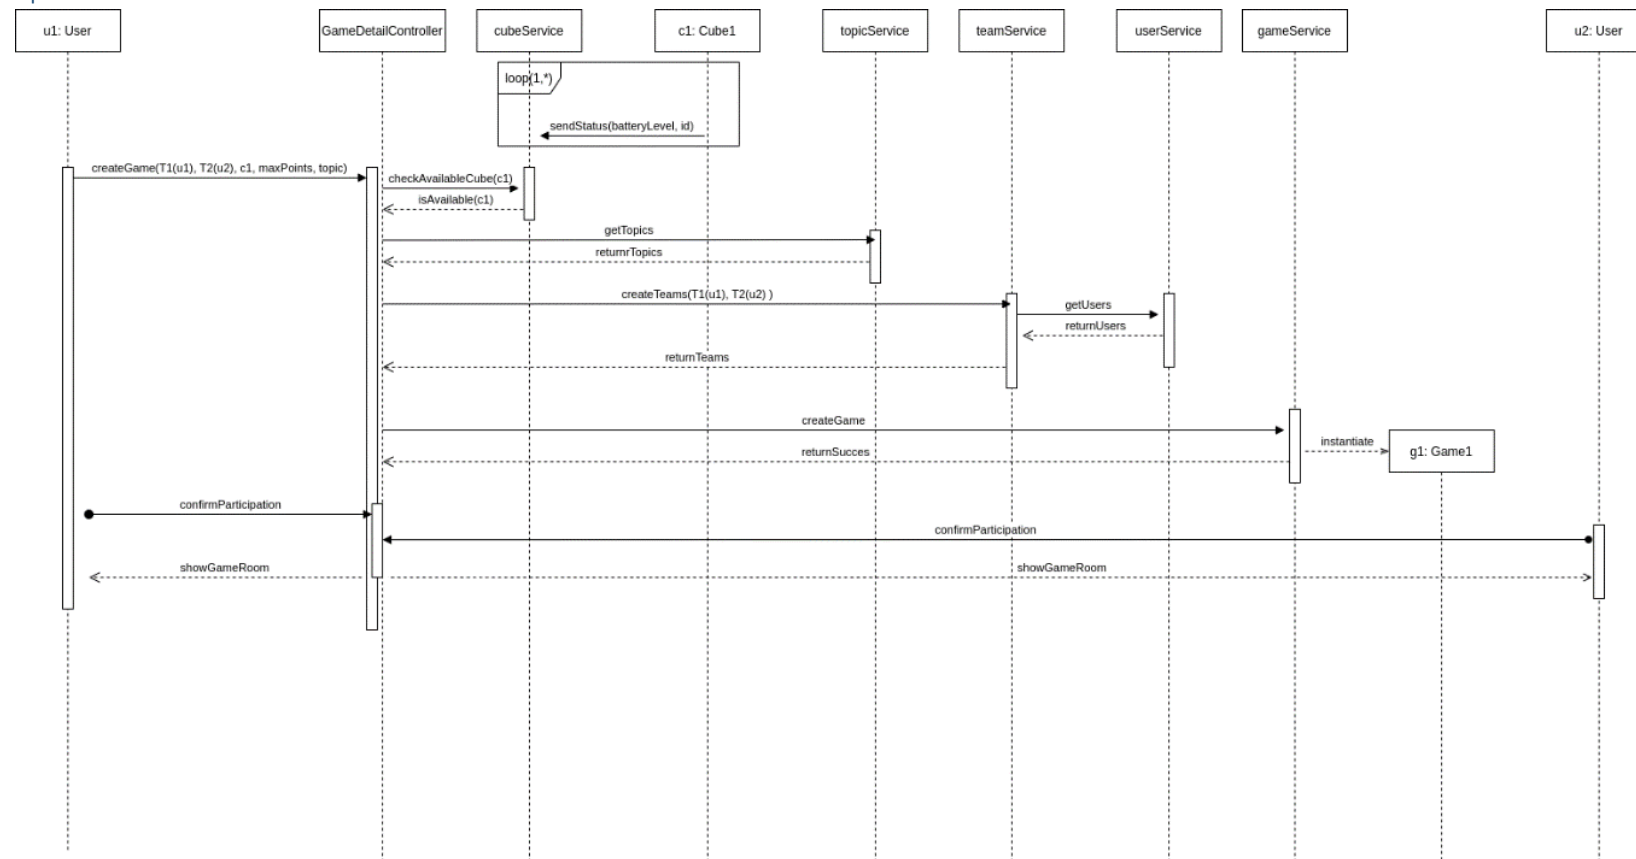 u1: User
GameDetailController
cubeService
c1: Cube1
topicService
teamService
userService
gameService
u2: User
loop(1,*)
sendStatus(batteryLevel, id)
createGame(T1(u1), T2(u2), c1, maxPoints, topic)
checkAvailableCube(c1)
isAvailable(c1)
getTopics
returnrTopics
createTeams(T1(u1), T2(u2) )
getUsers
returnUsers
returnTeams
createGame
instantiate
g1: Game1
returnSucces
confirmParticipation
confirmParticipation
showGameRoom
showGameRoom